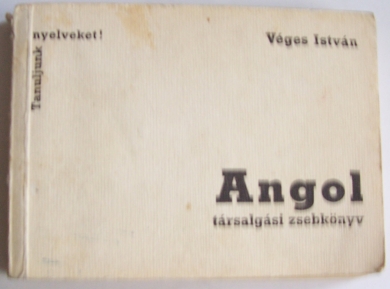 Tanuljunk
nyelveket!
Véges István
Angol
társalgási zsebkönyv